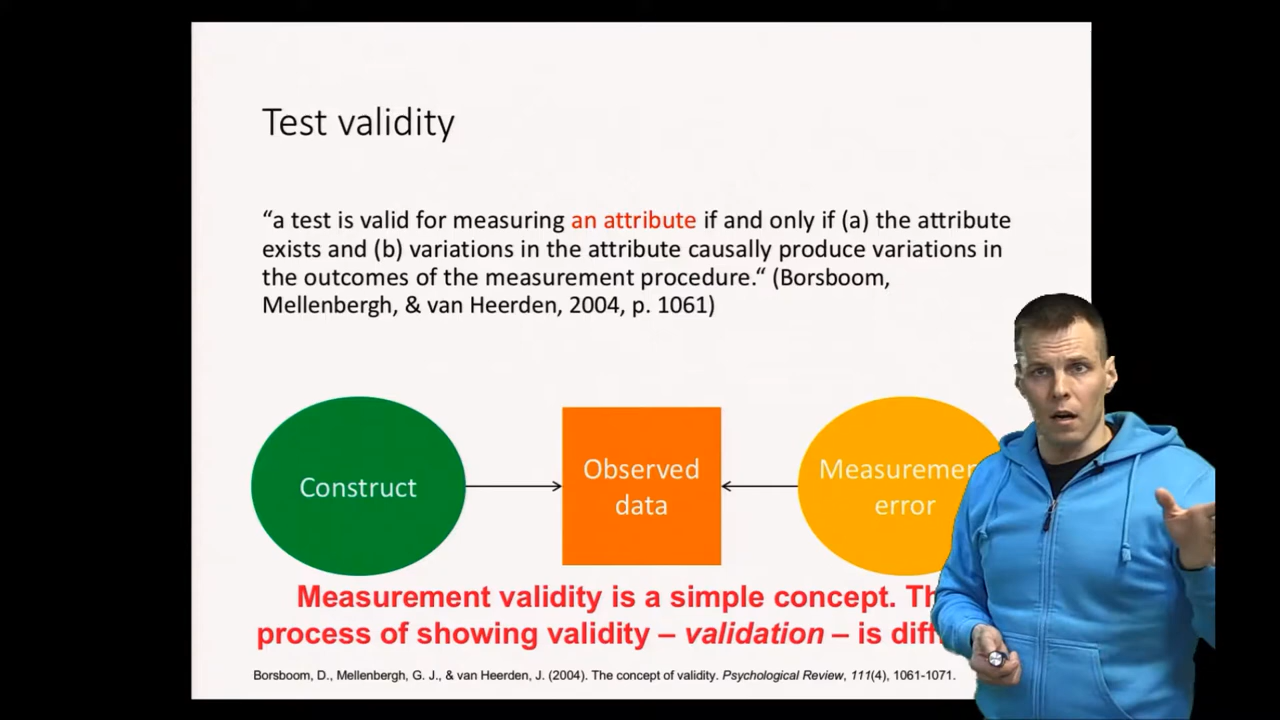 Test validity
“a test is valid for measuring an attribute if and only if (a) the attribute
exists and (b) variations in the attribute causally produce variations in
the outcomes of the measurement procedure.“ (Borsboom,
Mellenbergh, & van Heerden, 2004, p. 1061)
Construct
Observed
data
error
Measurement validity is a simple concept.
process of showing validity – validation – is
Borsboom, D., Mellenbergh, G. J., & van Heerden, J. (2004). The concept of validity. Psychological Review, 111(4), 1061-1071.